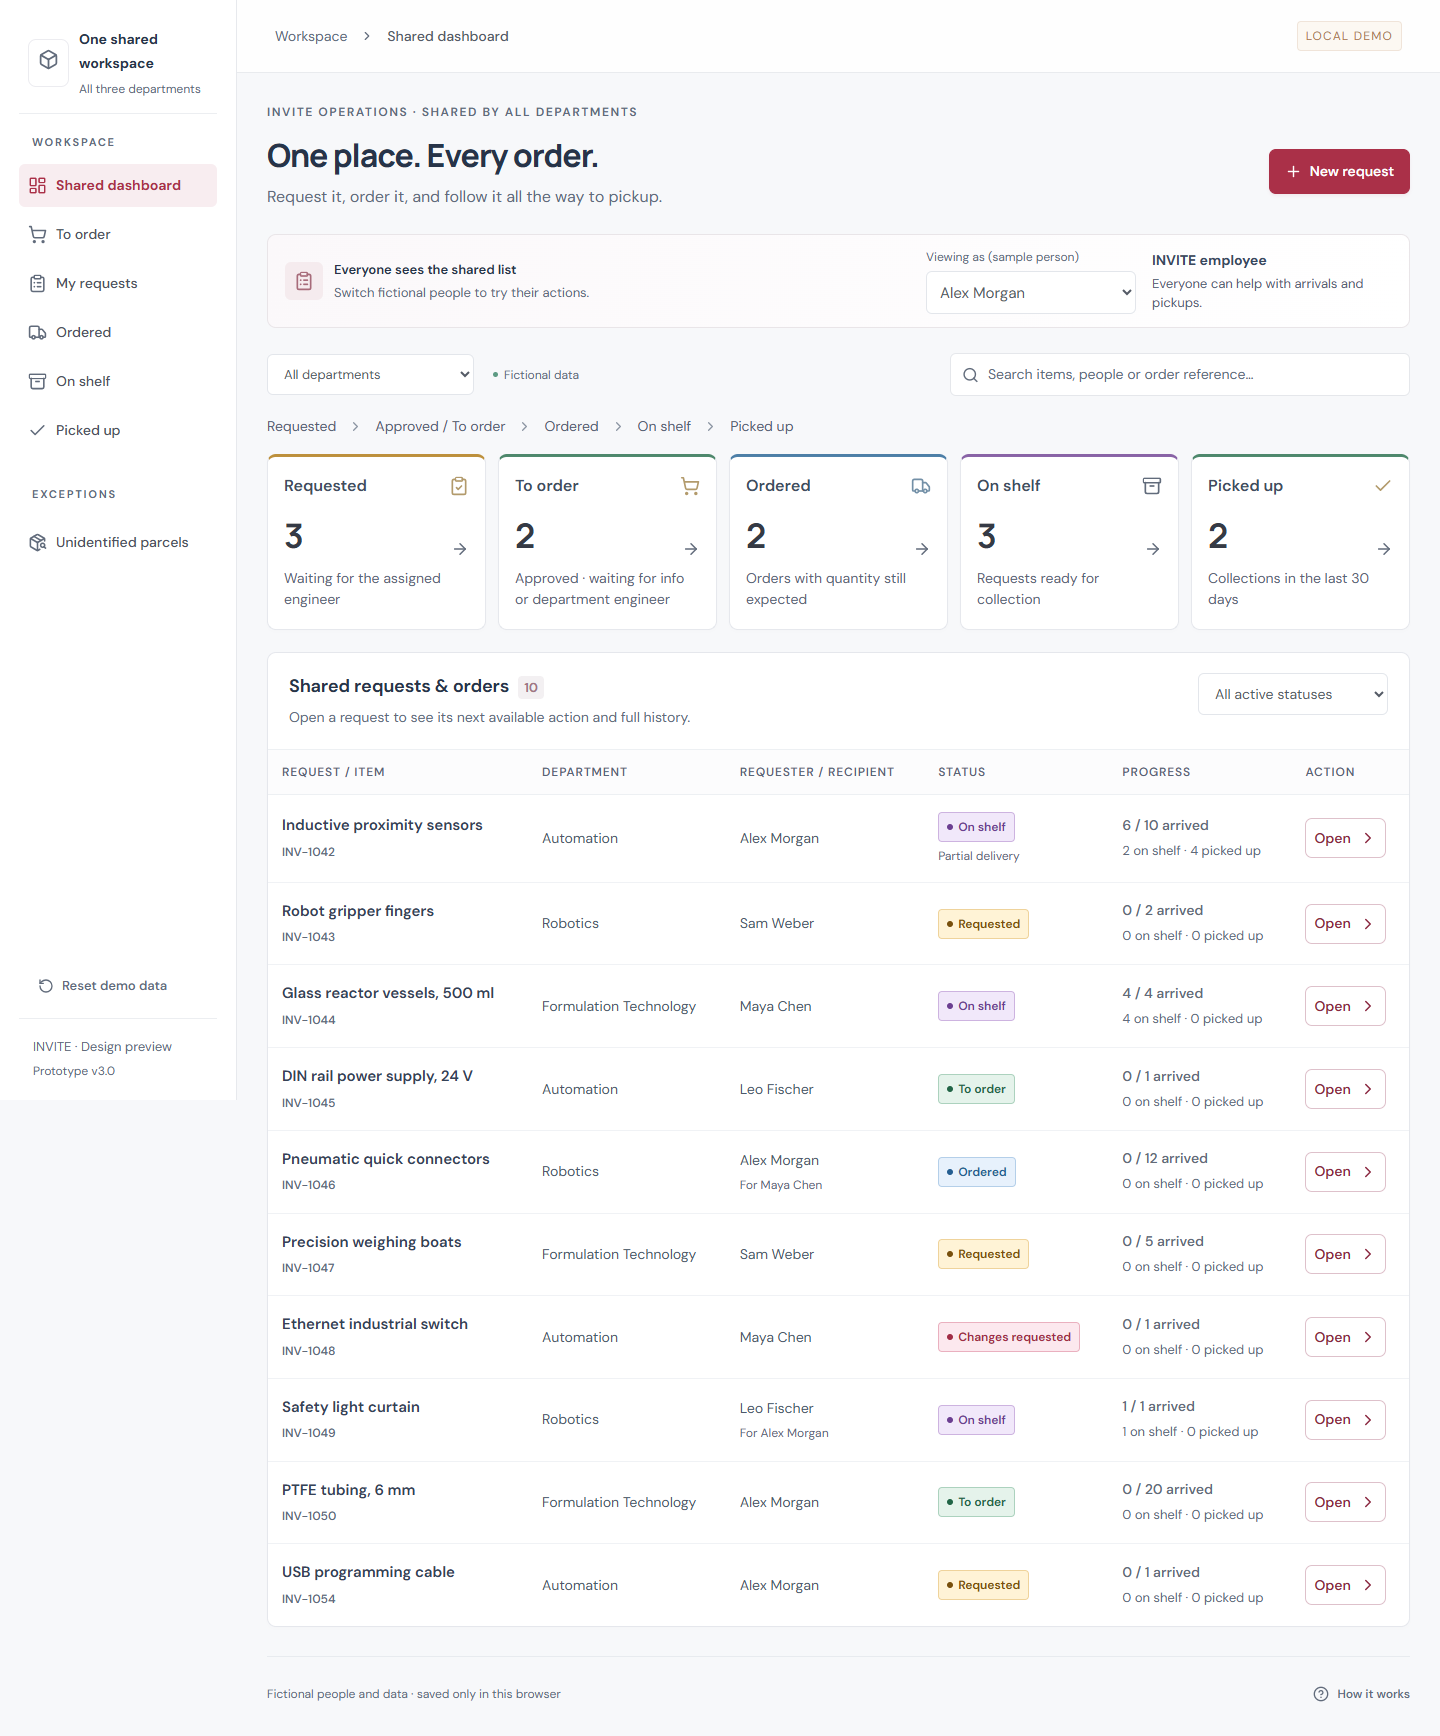 One shared
workspace
All three departments
WORKSPACE
Shared dashboard
To order
My requests
Ordered
On shelf
Picked up
EXCEPTIONS
Unidentified parcels
Reset demo data
INVITE · Design preview
Prototype v3.0
Workspace
Shared dashboard
LOCAL DEMO
INVITE OPERATIONS · SHARED BY ALL DEPARTMENTS
One place. Every order.
Request it, order it, and follow it all the way to pickup.
New request
Everyone sees the shared list
Switch fictional people to try their actions.
Viewing as (sample person)
Alex Morgan
INVITE employee
Everyone can help with arrivals and
pickups.
All departments
Fictional data
Search items, people or order reference…
Requested
Approved / To order
Ordered
On shelf
Picked up
Requested
3
Waiting for the assigned
engineer
To order
2
Approved · waiting for info
or department engineer
Ordered
2
Orders with quantity still
expected
On shelf
3
Requests ready for
collection
Picked up
2
Collections in the last 30
days
Shared requests & orders 10
Open a request to see its next available action and full history.
All active statuses
REQUEST / ITEM DEPARTMENT REQUESTER / RECIPIENT STATUS PROGRESS ACTION
Inductive proximity sensors
INV-1042
Automation
Alex Morgan
On shelf
Partial delivery
6 / 10 arrived
2 on shelf · 4 picked up
Open
Robot gripper fingers
INV-1043
Robotics
Sam Weber
Requested
0 / 2 arrived
0 on shelf · 0 picked up
Open
Glass reactor vessels, 500 ml
INV-1044
Formulation Technology
Maya Chen
On shelf
4 / 4 arrived
4 on shelf · 0 picked up
Open
DIN rail power supply, 24 V
INV-1045
Automation
Leo Fischer
To order
0 / 1 arrived
0 on shelf · 0 picked up
Open
Pneumatic quick connectors
INV-1046
Robotics
Alex Morgan
For Maya Chen
Ordered
0 / 12 arrived
0 on shelf · 0 picked up
Open
Precision weighing boats
INV-1047
Formulation Technology
Sam Weber
Requested
0 / 5 arrived
0 on shelf · 0 picked up
Open
Ethernet industrial switch
INV-1048
Automation
Maya Chen
Changes requested
0 / 1 arrived
0 on shelf · 0 picked up
Open
Safety light curtain
INV-1049
Robotics
Leo Fischer
For Alex Morgan
On shelf
1 / 1 arrived
1 on shelf · 0 picked up
Open
PTFE tubing, 6 mm
INV-1050
Formulation Technology
Alex Morgan
To order
0 / 20 arrived
0 on shelf · 0 picked up
Open
USB programming cable
INV-1054
Automation
Alex Morgan
Requested
0 / 1 arrived
0 on shelf · 0 picked up
Open
Fictional people and data · saved only in this browser
How it works